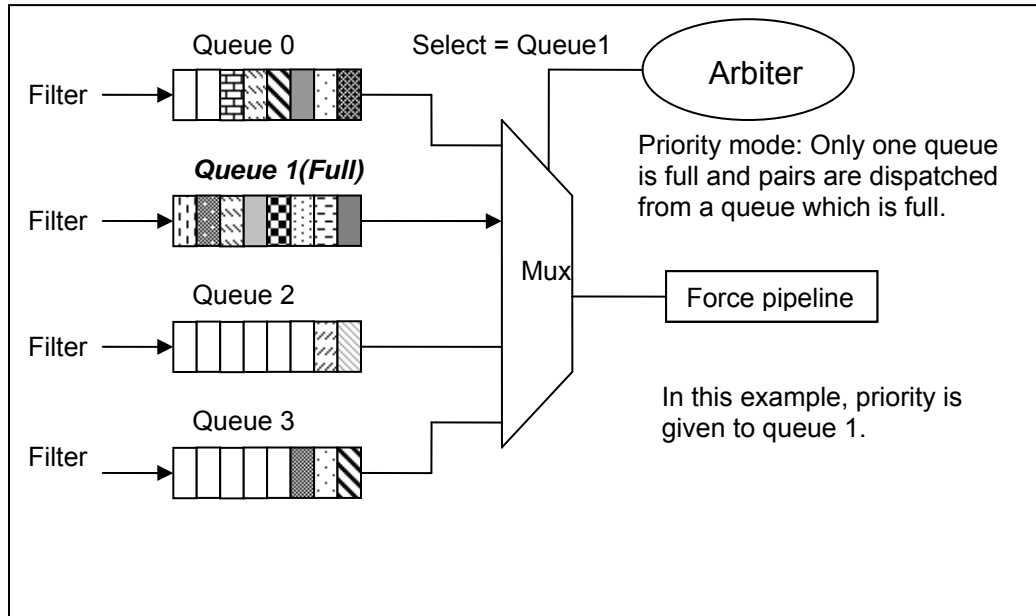 Queue 0
Select = Queue1
Arbiter
Filter
Priority mode: Only one queue
is full and pairs are dispatched
from a queue which is full.
Queue 1(Full)
Filter
Mux
Queue 2
Force pipeline
Filter
In this example, priority is
given to queue 1.
Queue 3
Filter